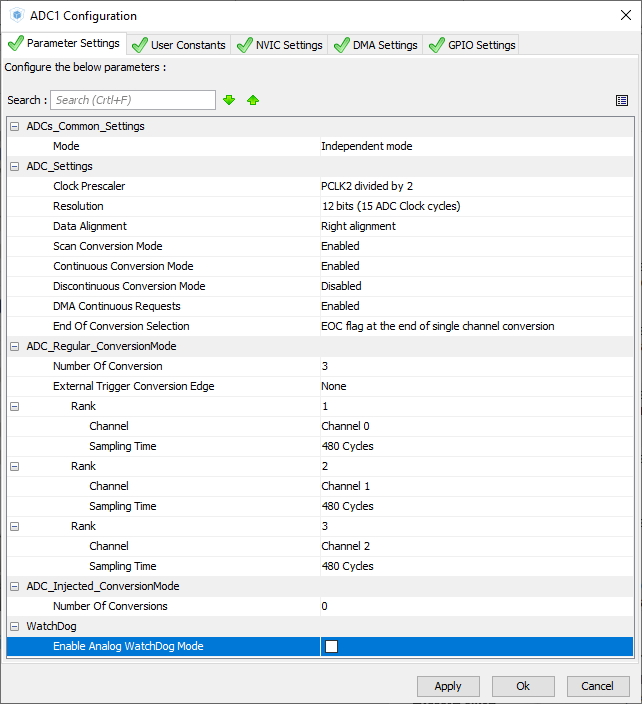 ADC1 Configuration
Parameter Settings User Constants NVIC Settings DMA Settings GPIO Settings
Configure the below parameters :
Search : Search (Crtl+F)
ADCs_Common_Settings
Mode Independent mode
ADC_Settings
Clock Prescaler PCLK2 divided by 2
Resolution 12 bits (15 ADC Clock cycles)
Data Alignment Right alignment
Scan Conversion Mode Enabled
Continuous Conversion Mode Enabled
Discontinuous Conversion Mode Disabled
DMA Continuous Requests Enabled
End Of Conversion Selection EOC flag at the end of single channel conversion
ADC_Regular_ConversionMode
Number Of Conversion 3
External Trigger Conversion Edge None
Rank 1
Channel Channel 0
Sampling Time 480 Cycles
Rank 2
Channel Channel 1
Sampling Time 480 Cycles
Rank 3
Channel Channel 2
Sampling Time 480 Cycles
ADC_Injected_ConversionMode
Number Of Conversions 0
WatchDog
Enable Analog WatchDog Mode
Apply Ok Cancel